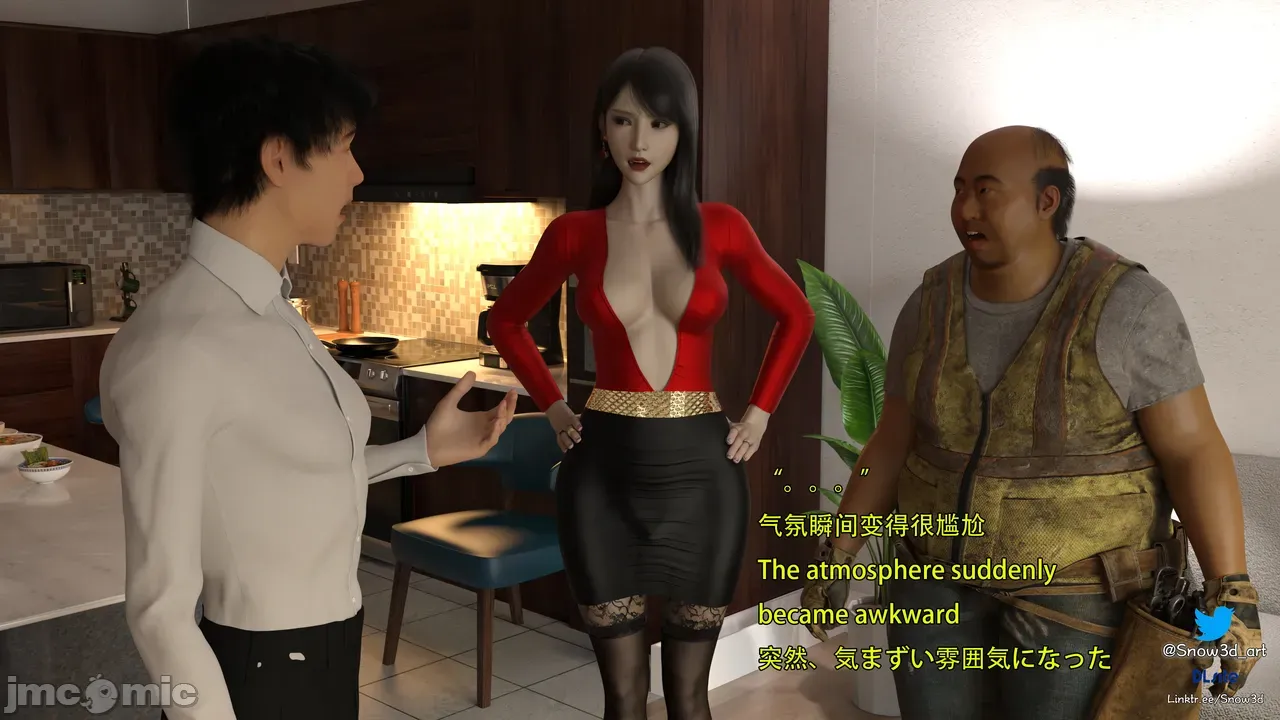 “。。。”
气氛瞬间变得很尴尬
The atmosphere suddenly
became awkward
突然、気まずい雰囲気になった
@Snow3d_art
DLsite
Linktr.ee/Snow3d
jmcomic